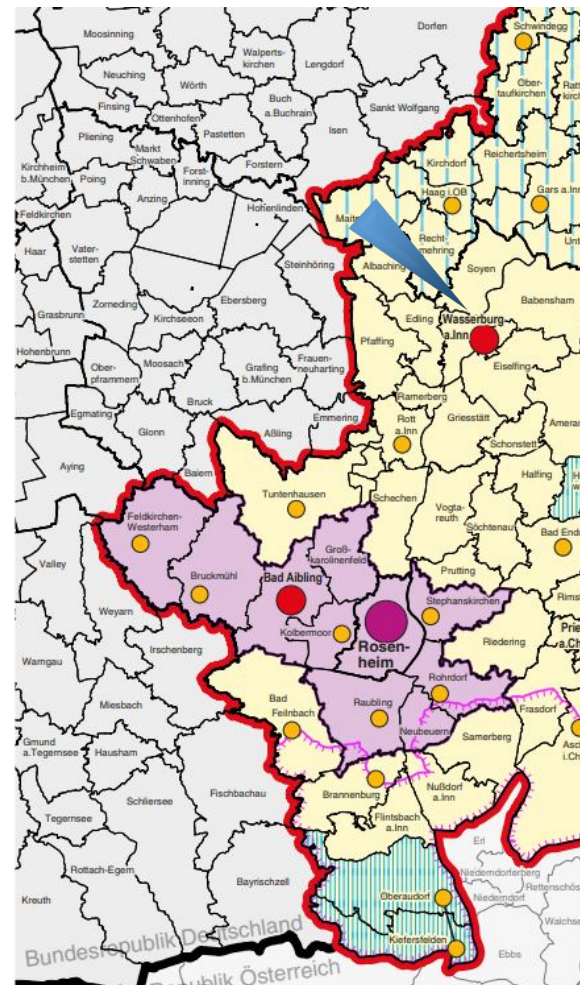 Moosinning
Dorfen
Schwindegg
Walperts-
kirchen
Lengdorf
Neuching
Wörth
Ober-
taufkirchen
Finsing
Ottenhofen
Buch
a.Buchrain
Sankt Wolfgang
Pliening
Markt
Schwaben
Pastetten
Isen
Kirchheim
b.München
Poing
Forst-
inning
Forstern
Kirchdorf
Reichertsheim
Anzing
Hohenlinden
Haag i.OB
Gars a.Inn
Feldkirchen
Haar
Vater-
stetten
Steinhöring
Recht-
mehring
Albaching
Soyen
Zorneding
Ebersberg
Babensham
Grasbrunn
Kirchseeon
Edling
Wasserburg
a.Inn
Hohenbrunn
Pfaffing
Ober-
pframmern
Moosach
Grafing
b.München
Frauen-
neuharting
Eiselfing
Egmating
Bruck
Ramerberg
Glonn
Emmering
Rott
a.Inn
Griesstätt
Aßling
Schonstett
Aying
Baiern
Halfing
Tuntenhausen
Schechen
Vogta-
reuth
Feldkirchen-
Westerham
Söchtenau
Groß-
karolinenfeld
Valley
Bruckmühl
Bad Aibling
Prutting
Weyarn
Stephanskirchen
Kolbermoor
Rosen-
heim
Irschenberg
Riedering
Warngau
Rohrdorf
Bad
Feilnbach
Raubling
Miesbach
Neubeuern
Frasdorf
Samerberg
Gmund
a.Tegernsee
Hausham
Brannenburg
Nußdorf
a.Inn
Fischbachau
Schliersee
Flintsbach
a.Inn
Tegernsee
Erl
Rottach-Egern
Bayrischzell
Niederndorferberg
Kreuth
Oberaudorf
Niederndorf
Kiefersfelden
Ebbs
Bundesrepublik Deutschland
Republik Österreich